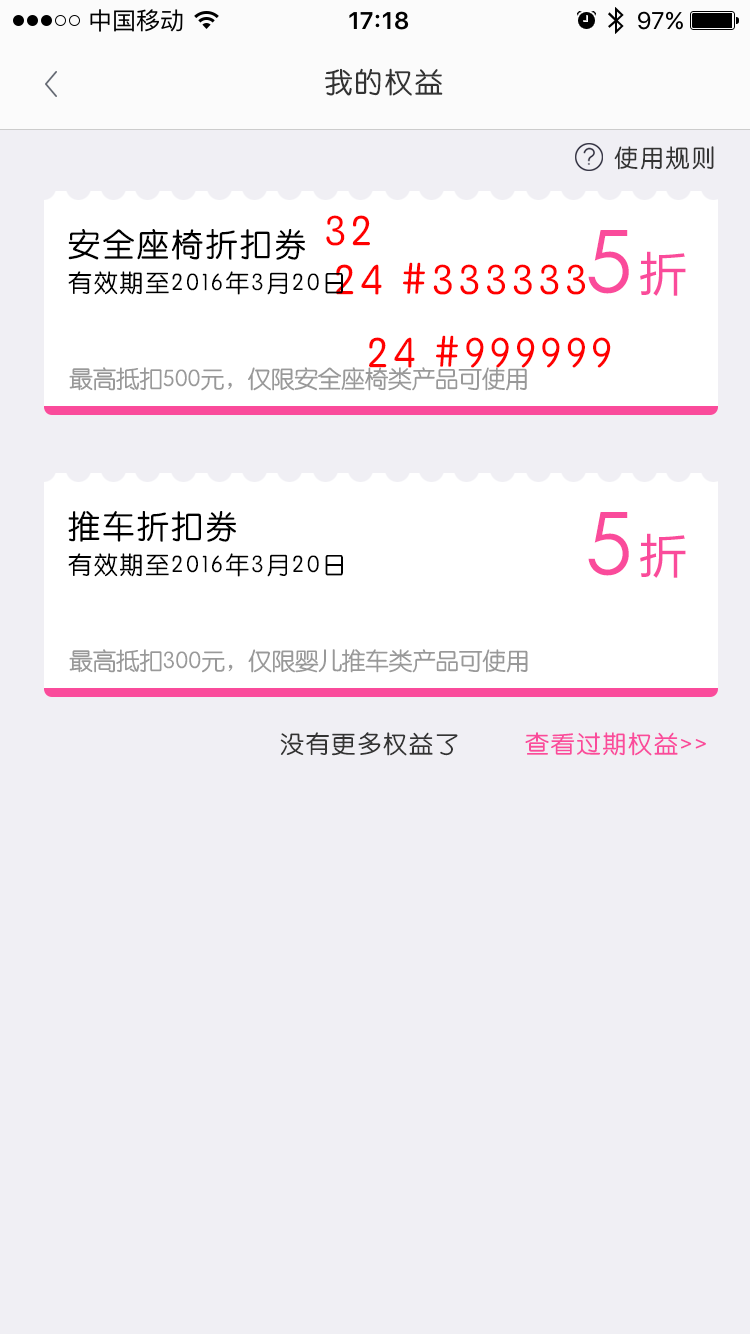 中国移动 17:18 97%
我的权益
使用规则
安全座椅折扣券 32
有效期至2016年3月20日 24 #333333 5折
24 #999999
最高抵扣500元，仅限安全座椅类产品可使用
推车折扣券
有效期至2016年3月20日 5折
最高抵扣300元，仅限婴儿推车类产品可使用
没有更多权益了 查看过期权益>>